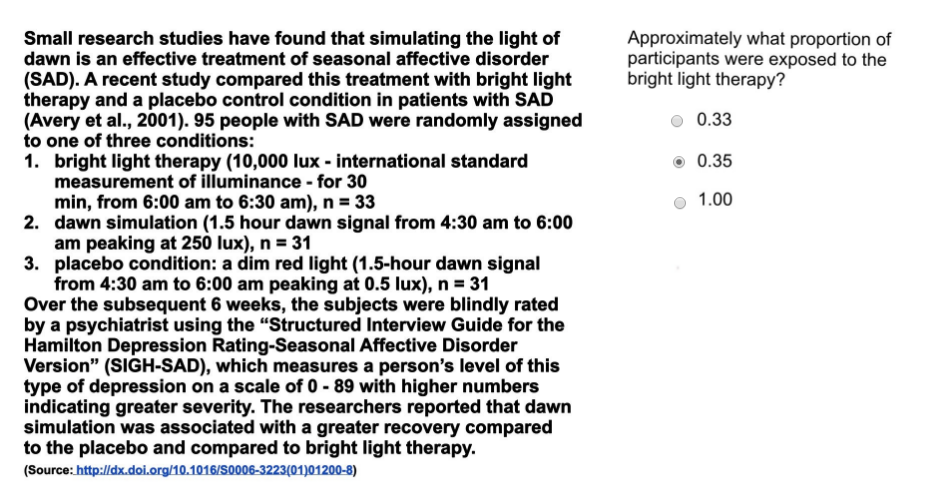 Small research studies have found that simulating the light of
dawn is an effective treatment of seasonal affective disorder
(SAD). A recent study compared this treatment with bright light
therapy and a placebo control condition in patients with SAD
(Avery et al., 2001). 95 people with SAD were randomly assigned
to one of three conditions:
1. bright light therapy (10,000 lux - international standard
measurement of illuminance - for 30
min, from 6:00 am to 6:30 am), n = 33
2. dawn simulation (1.5 hour dawn signal from 4:30 am to 6:00
am peaking at 250 lux), n = 31
3. placebo condition: a dim red light (1.5-hour dawn signal
from 4:30 am to 6:00 am peaking at 0.5 lux), n = 31
Over the subsequent 6 weeks, the subjects were blindly rated
by a psychiatrist using the “Structured Interview Guide for the
Hamilton Depression Rating-Seasonal Affective Disorder
Version” (SIGH-SAD), which measures a person’s level of this
type of depression on a scale of 0 - 89 with higher numbers
indicating greater severity. The researchers reported that dawn
simulation was associated with a greater recovery compared
to the placebo and compared to bright light therapy.
(Source: http://dx.doi.org/10.1016/S0006-3223(01)01200-8)
Approximately what proportion of
participants were exposed to the
bright light therapy?
0.33
0.35
1.00